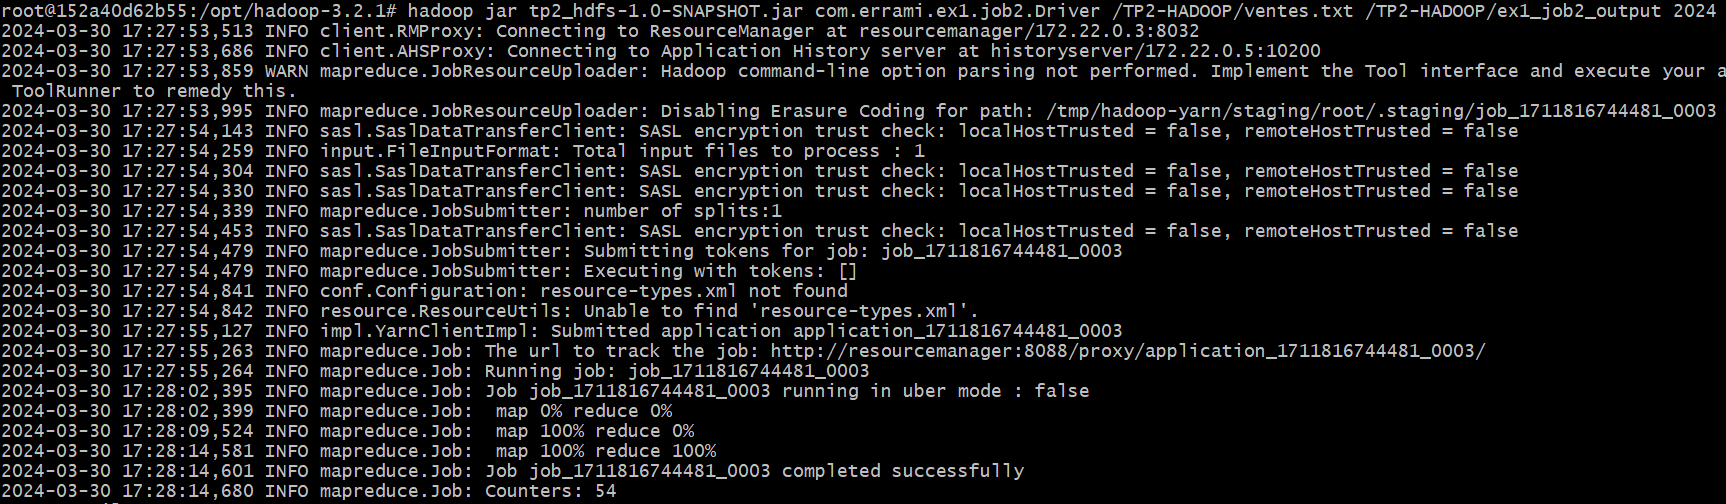 root@152a40d62b55:/opt/hadoop-3.2.1# hadoop jar tp2_hdfs-1.0-SNAPSHOT.jar com.errami.ex1.job2.Driver /TP2-HADOOP/ventes.txt /TP2-HADOOP/ex1_job2_output 2024
2024-03-30 17:27:53,513 INFO client.RMProxy: Connecting to ResourceManager at resourcemanager/172.22.0.3:8032
2024-03-30 17:27:53,686 INFO client.AHSProxy: Connecting to Application History server at historyserver/172.22.0.5:10200
2024-03-30 17:27:53,859 WARN mapreduce.JobResourceUploader: Hadoop command-line option parsing not performed. Implement the Tool interface and execute your a
ToolRunner to remedy this.
2024-03-30 17:27:53,995 INFO mapreduce.JobResourceUploader: Disabling Erasure Coding for path: /tmp/hadoop-yarn/staging/root/.staging/job_1711816744481_0003
2024-03-30 17:27:54,143 INFO sasl.SaslDataTransferClient: SASL encryption trust check: localHostTrusted = false, remoteHostTrusted = false
2024-03-30 17:27:54,259 INFO input.FileInputFormat: Total input files to process : 1
2024-03-30 17:27:54,304 INFO sasl.SaslDataTransferClient: SASL encryption trust check: localHostTrusted = false, remoteHostTrusted = false
2024-03-30 17:27:54,330 INFO sasl.SaslDataTransferClient: SASL encryption trust check: localHostTrusted = false, remoteHostTrusted = false
2024-03-30 17:27:54,339 INFO mapreduce.JobSubmitter: number of splits:1
2024-03-30 17:27:54,453 INFO sasl.SaslDataTransferClient: SASL encryption trust check: localHostTrusted = false, remoteHostTrusted = false
2024-03-30 17:27:54,479 INFO mapreduce.JobSubmitter: Submitting tokens for job: job_1711816744481_0003
2024-03-30 17:27:54,479 INFO mapreduce.JobSubmitter: Executing with tokens: []
2024-03-30 17:27:54,841 INFO conf.Configuration: resource-types.xml not found
2024-03-30 17:27:54,842 INFO resource.ResourceUtils: Unable to find 'resource-types.xml'.
2024-03-30 17:27:55,127 INFO impl.YarnClientImpl: Submitted application application_1711816744481_0003
2024-03-30 17:27:55,263 INFO mapreduce.Job: The url to track the job: http://resourcemanager:8088/proxy/application_1711816744481_0003/
2024-03-30 17:27:55,264 INFO mapreduce.Job: Running job: job_1711816744481_0003
2024-03-30 17:28:02,395 INFO mapreduce.Job: Job job_1711816744481_0003 running in uber mode : false
2024-03-30 17:28:02,399 INFO mapreduce.Job:  map 0% reduce 0%
2024-03-30 17:28:09,524 INFO mapreduce.Job:  map 100% reduce 0%
2024-03-30 17:28:14,581 INFO mapreduce.Job:  map 100% reduce 100%
2024-03-30 17:28:14,601 INFO mapreduce.Job: Job job_1711816744481_0003 completed successfully
2024-03-30 17:28:14,680 INFO mapreduce.Job: Counters: 54